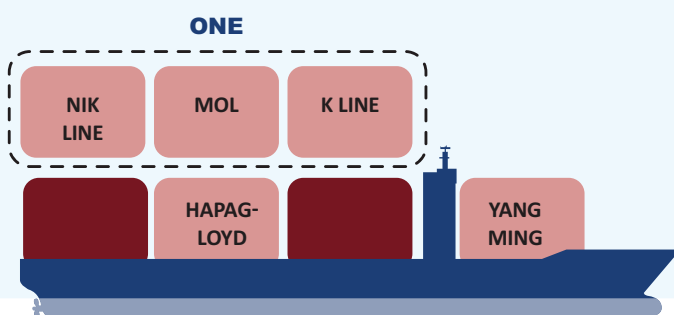 ONE
NIK
LINE
MOL
K LINE
HAPAG-
LOYD
YANG
MING